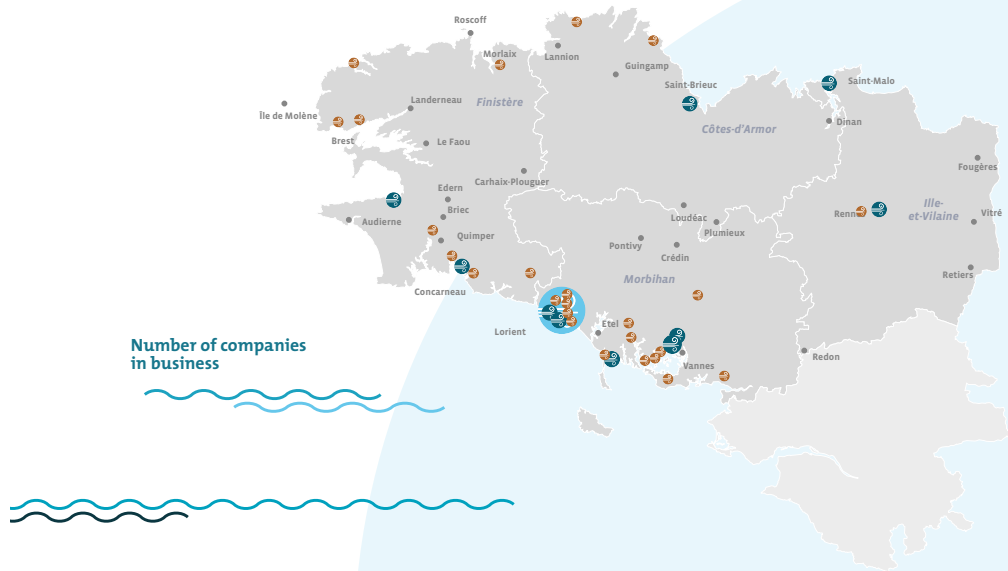 Roscoff
Morlaix
Lannion
Guingamp
Saint-Brieuc
Saint-Malo
Finistère
Landerneau
Île de Molène
Côtes-d'Armor
Dinan
Brest
Le Faou
Fougères
Carhaix-Plouguer
Edern
Briec
Audierne
Loudéac
Plumieux
Ille-
et-Vilaine
Vitré
Quimper
Pontivy
Crédin
Morbihan
Retiers
Concarneau
Lorient
Etel
Vannes
Redon
Number of companies
in business